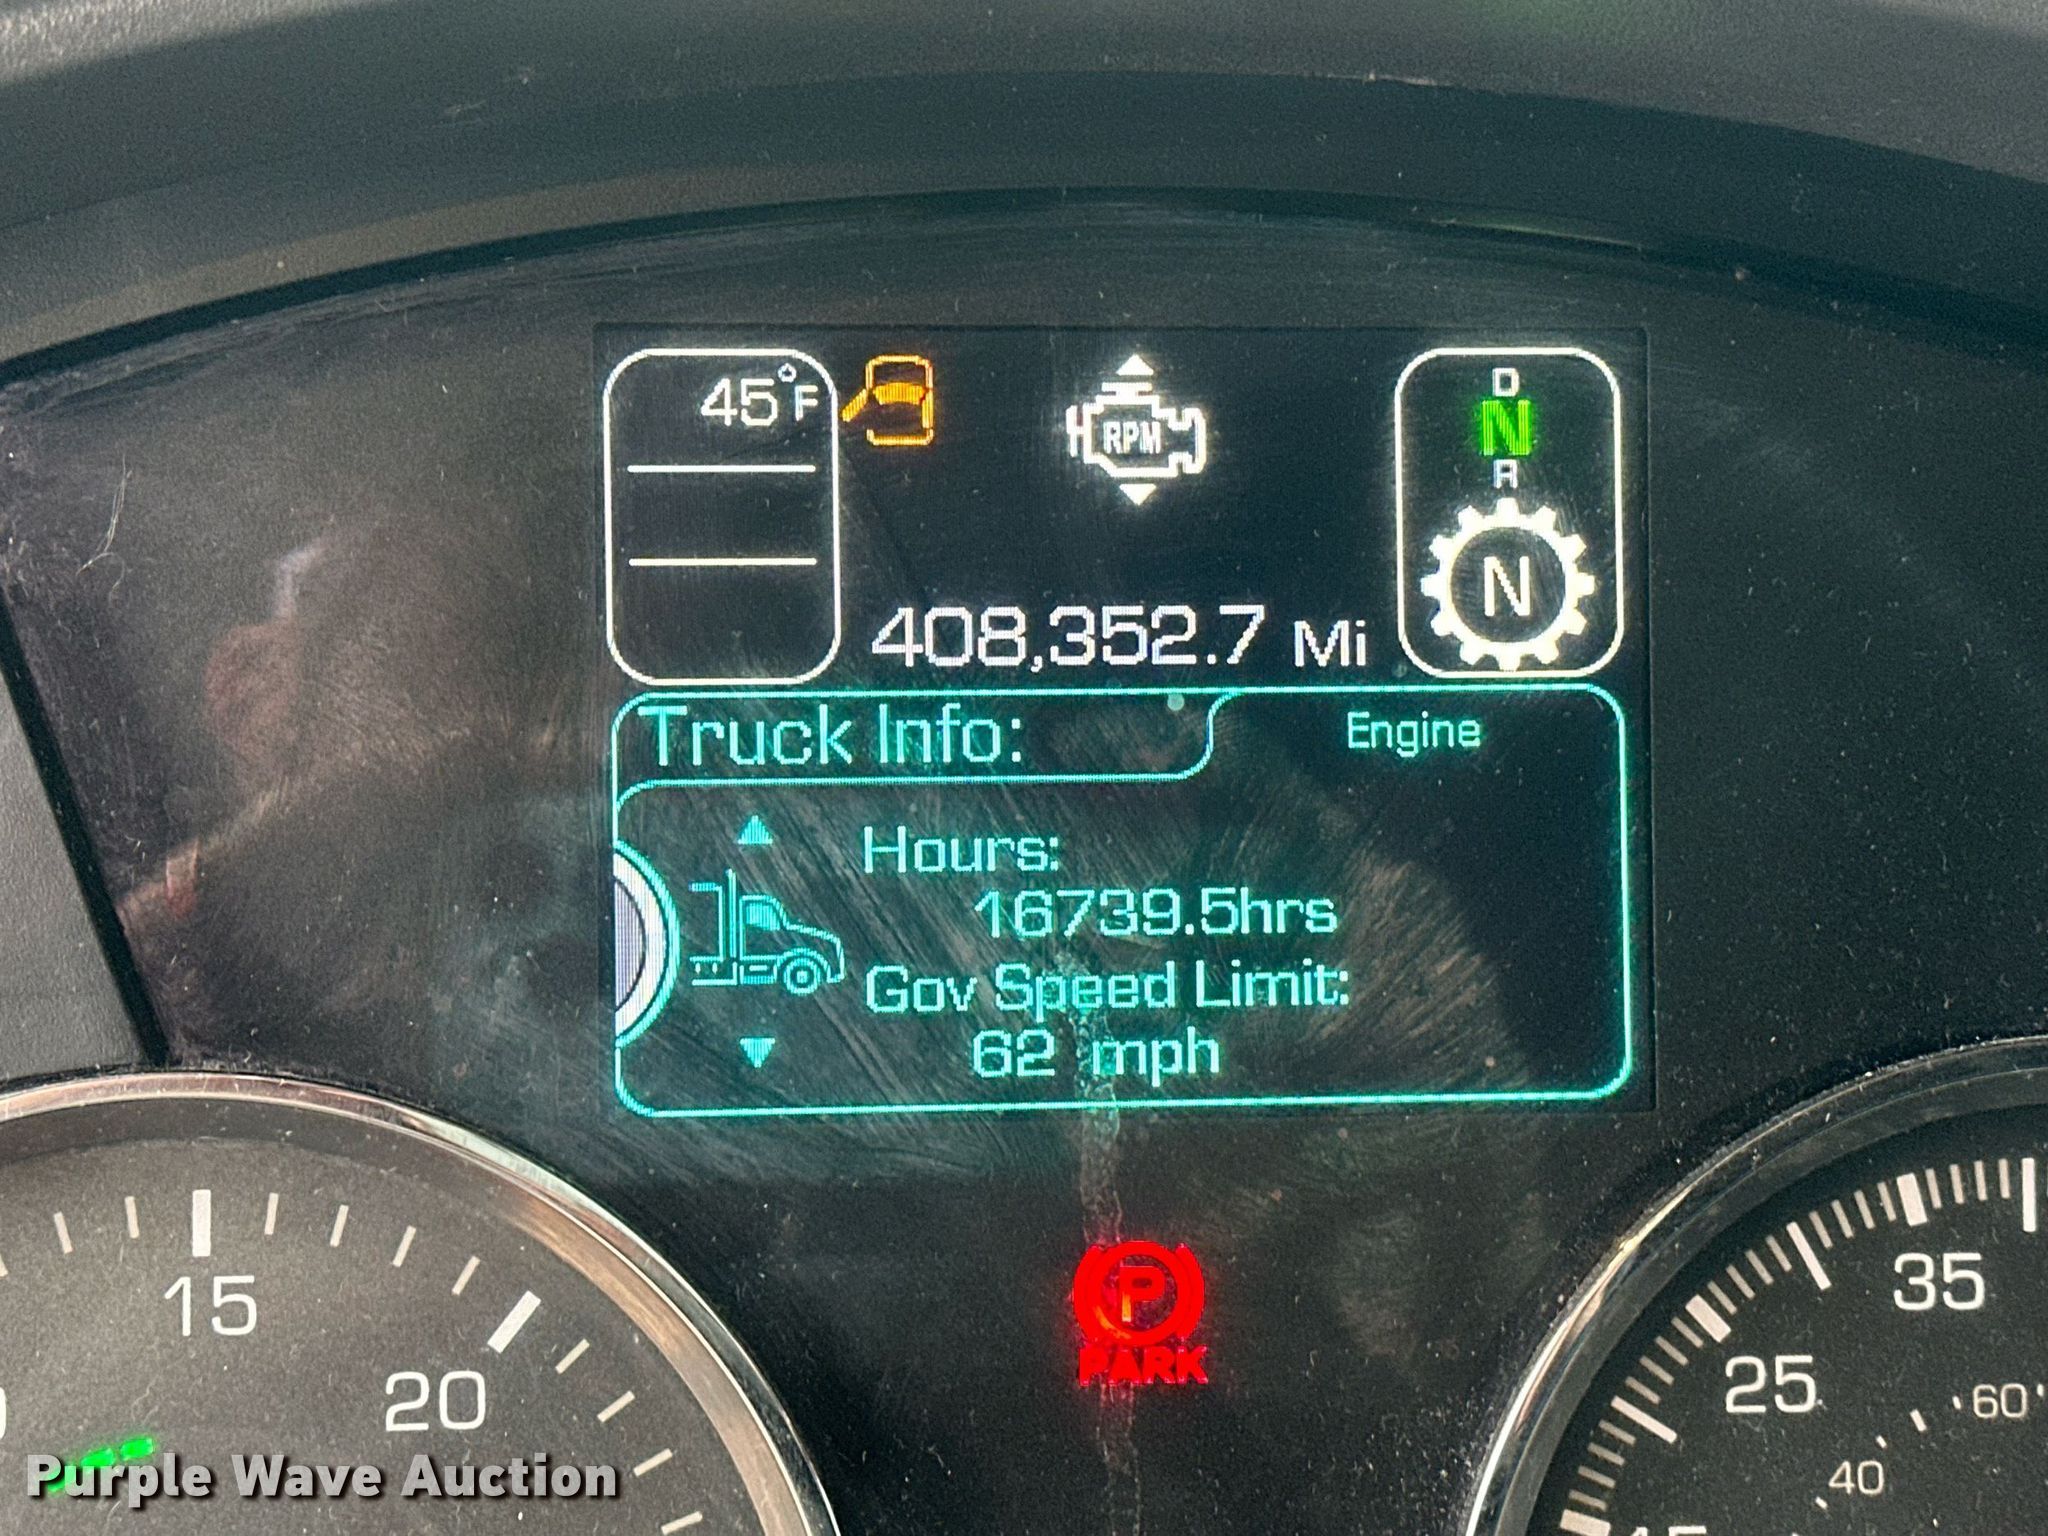 45°F
RPM
D
N
R
N
408,352.7 Mi
Truck Info:
Engine
Hours:
16739.5hrs
Gov Speed Limit:
62 mph
P
PARK
15
20
35
25
60
40
Purple Wave Auction